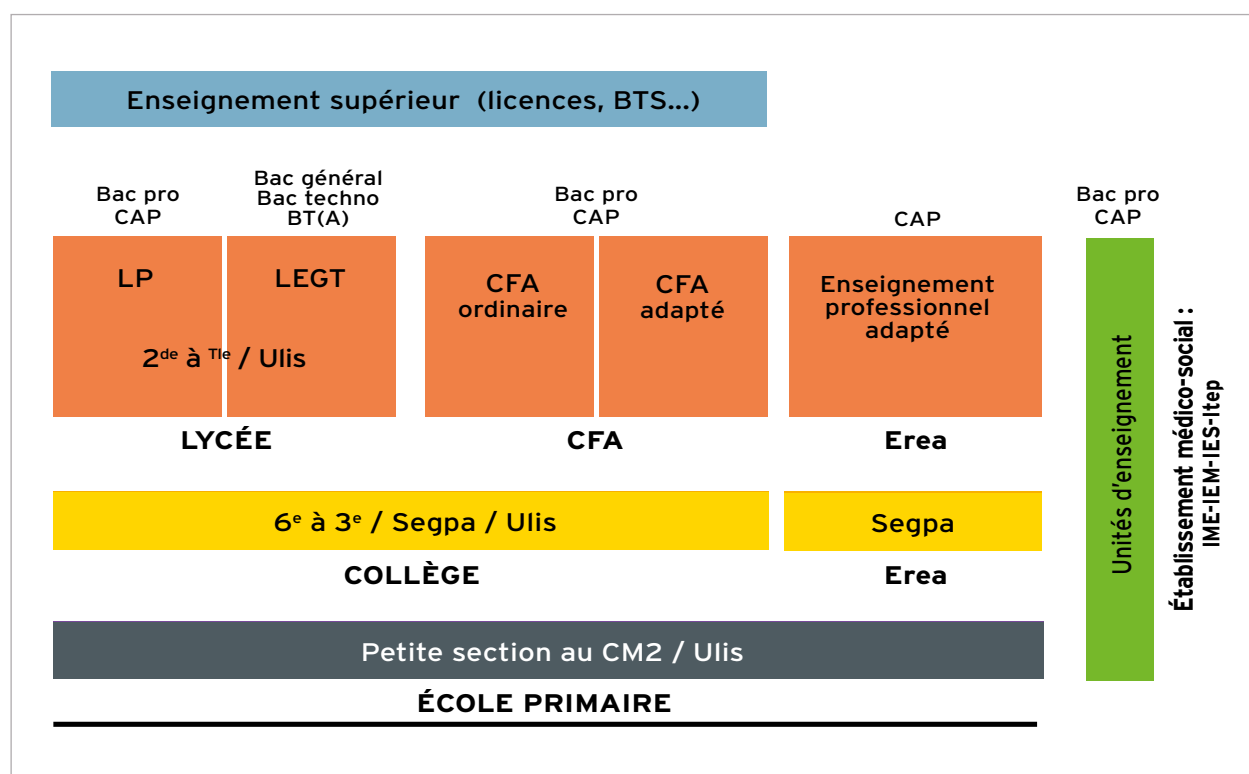 Enseignement supérieur (licences, BTS...)
Bac pro
CAP
Bac général
Bac techno
BT(A)
Bac pro
CAP
CAP
Bac pro
CAP
LP
LEGT
2de à Tle / Ulis
CFA
ordinaire
CFA
adapté
Enseignement
professionnel
adapté
LYCÉE
CFA
Erea
6e à 3e / Segpa / Ulis
Segpa
COLLÈGE
Erea
Petite section au CM2 / Ulis
ÉCOLE PRIMAIRE
Unités d'enseignement
Établissement médico-social :
IME-IEM-IES-Itep